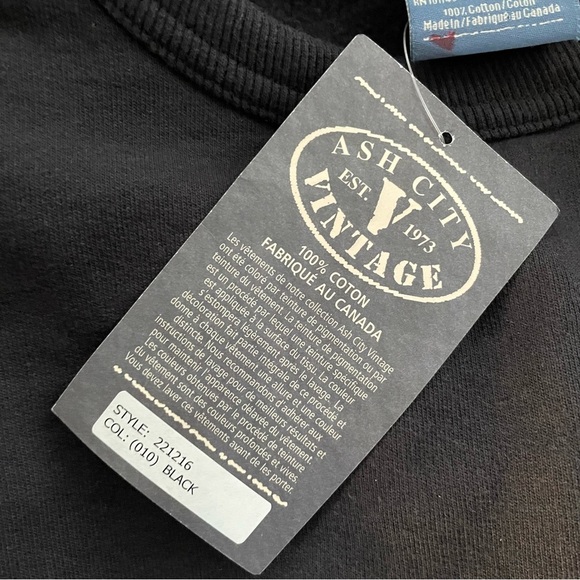 100% Cotton/Coton
Made in/Fabriqué au Canada
ASH CITY
EST. V 1973
VINTAGE
100% COTON
FABRIQUÉ AU CANADA
Les vêtements de notre collection Ash City Vintage
ont été coloré par teinture de pigmentation ou par
teinture du vêtement. La teinture de pigmentation
est un procédé par lequel une teinture spécifique
est appliquée à la surface du tissu. La couleur
s'estompera légèrement après le lavage. La
décoloration fait partie intégrale de ce procédé et
donne à chaque vêtement une allure et une couleur
distincte. Nous recommandons d'adhérer aux
instructions de lavage pour de meilleurs résultats et
pour maintenir l'apparence délavée du vêtement.
Les couleurs obtenues par le procédé de teinture
du vêtement sont des couleurs profondes et vives.
Vous devez laver ces vêtements avant de les porter.
STYLE: 221216
COL: (010) BLACK